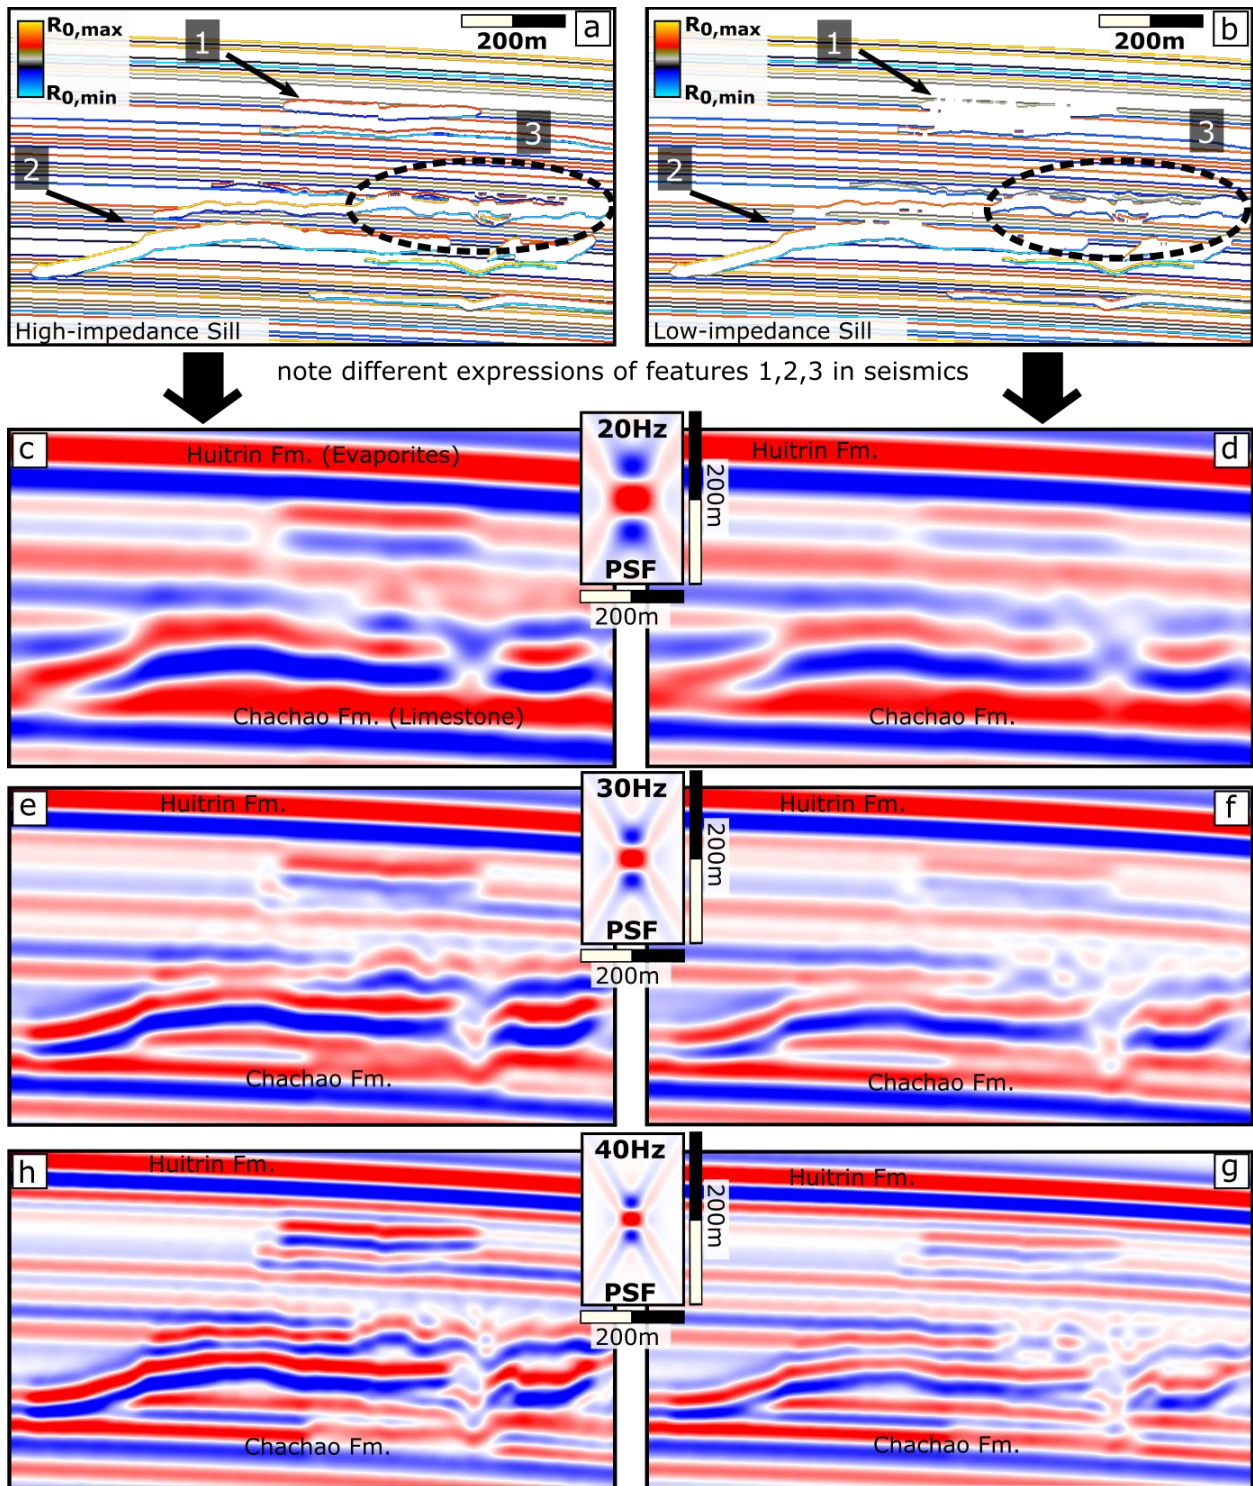 R0,max
R0,min
1
200m
a
2
3
High-impedance Sill
R0,max
R0,min
1
200m
b
2
3
Low-impedance Sill
note different expressions of features 1,2,3 in seismics
c
Huitrin Fm. (Evaporites)
Chachao Fm. (Limestone)
20Hz
PSF
200m
200m
Huitrin Fm.
d
Chachao Fm.
e
Huitrin Fm.
Chachao Fm.
30Hz
PSF
200m
200m
Huitrin Fm.
f
Chachao Fm.
h
Huitrin Fm.
Chachao Fm.
40Hz
PSF
200m
200m
Huitrin Fm.
g
Chachao Fm.